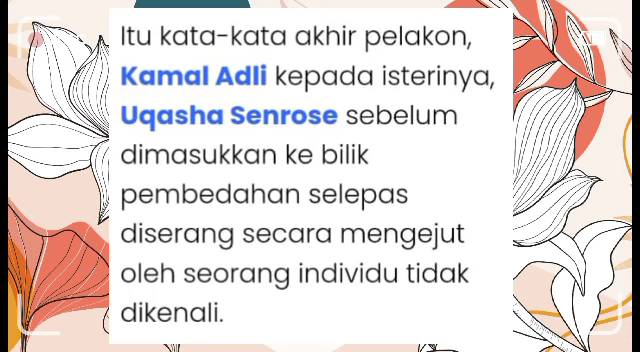 Itu kata-kata akhir pelakon,
Kamal Adli kepada isterinya,
Uqasha Senrose sebelum
dimasukkan ke bilik
pembedahan selepas
diserang secara mengejut
oleh seorang individu tidak
dikenali.